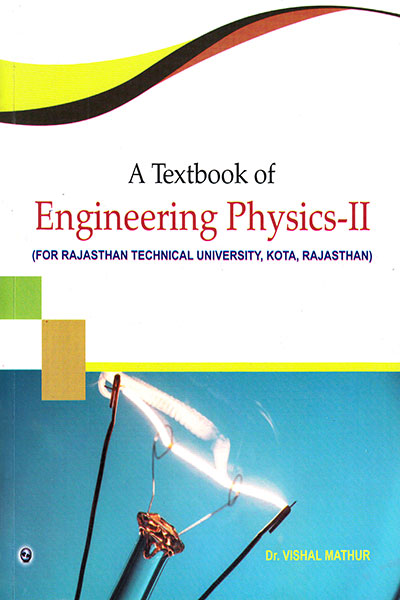 A Textbook of
Engineering Physics-II
(FOR RAJASTHAN TECHNICAL UNIVERSITY, KOTA, RAJASTHAN)
Dr. VISHAL MATHUR